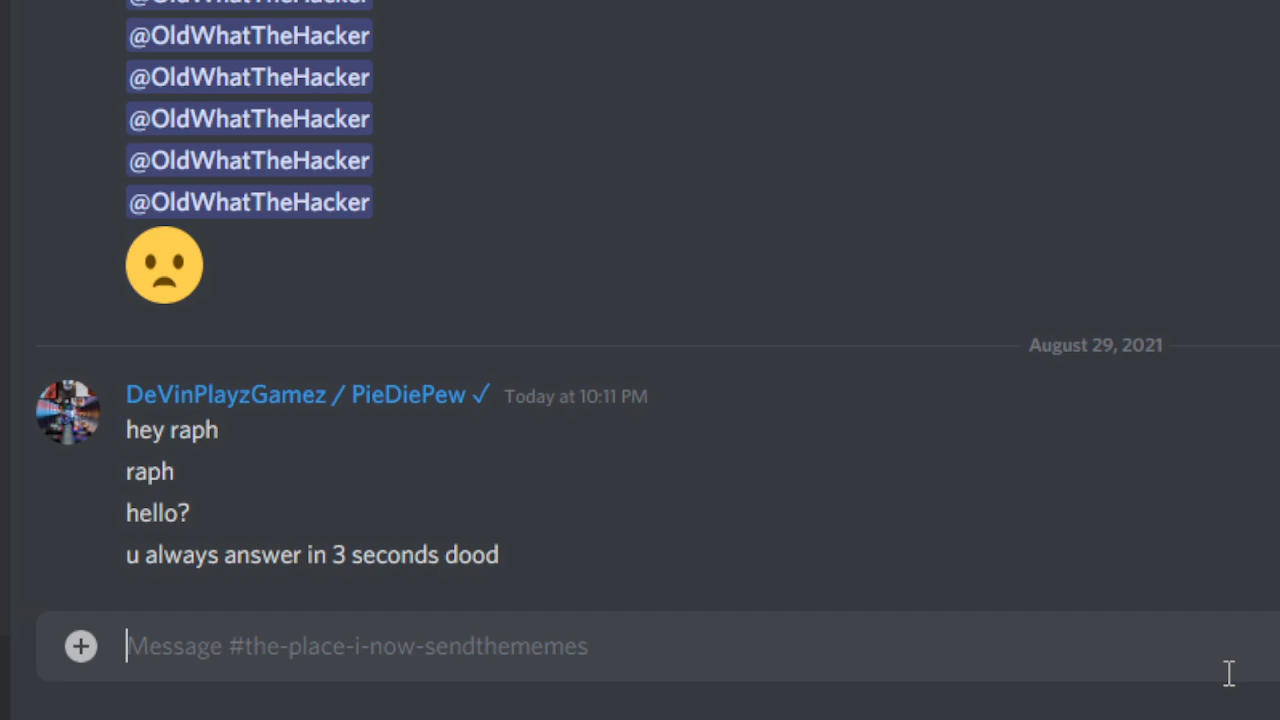 @OldWhatTheHacker
@OldWhatTheHacker
@OldWhatTheHacker
@OldWhatTheHacker
@OldWhatTheHacker
@OldWhatTheHacker
August 29, 2021
DeVinPlayzGamez / PieDiePew ✓ Today at 10:11 PM
hey raph
raph
hello?
u always answer in 3 seconds dood
Message #the-place-i-now-sendthememes